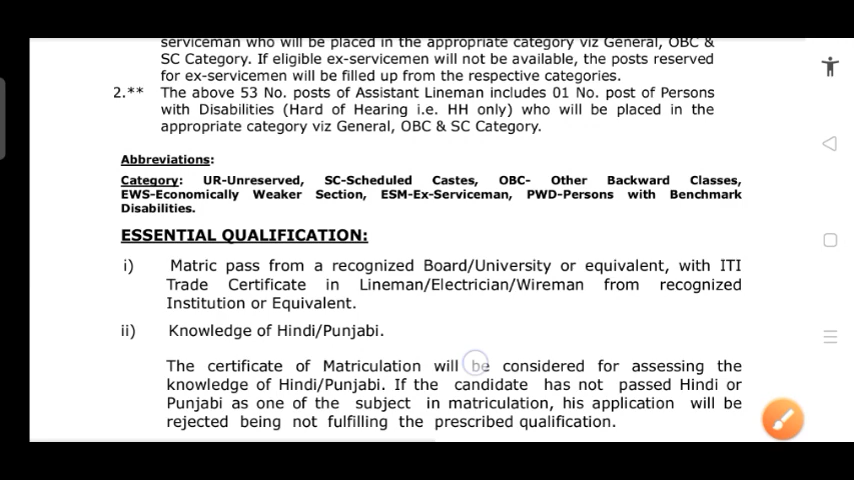 serviceman who will be placed in the appropriate category viz General, OBC &
SC Category. If eligible ex-servicemen will not be available, the posts reserved
for ex-servicemen will be filled up from the respective categories.
2.** The above 53 No. posts of Assistant Lineman includes 01 No. post of Persons
with Disabilities (Hard of Hearing i.e. HH only) who will be placed in the
appropriate category viz General, OBC & SC Category.
Abbreviations:
Category: UR-Unreserved, SC-Scheduled Castes, OBC- Other Backward Classes,
EWS-Economically Weaker Section, ESM-Ex-Serviceman, PWD-Persons with Benchmark
Disabilities.
ESSENTIAL QUALIFICATION:
i) Matric pass from a recognized Board/University or equivalent, with ITI
Trade Certificate in Lineman/Electrician/Wireman from recognized
Institution or Equivalent.
ii) Knowledge of Hindi/Punjabi.
The certificate of Matriculation will be considered for assessing the
knowledge of Hindi/Punjabi. If the candidate has not passed Hindi or
Punjabi as one of the subject in matriculation, his application will be
rejected being not fulfilling the prescribed qualification.